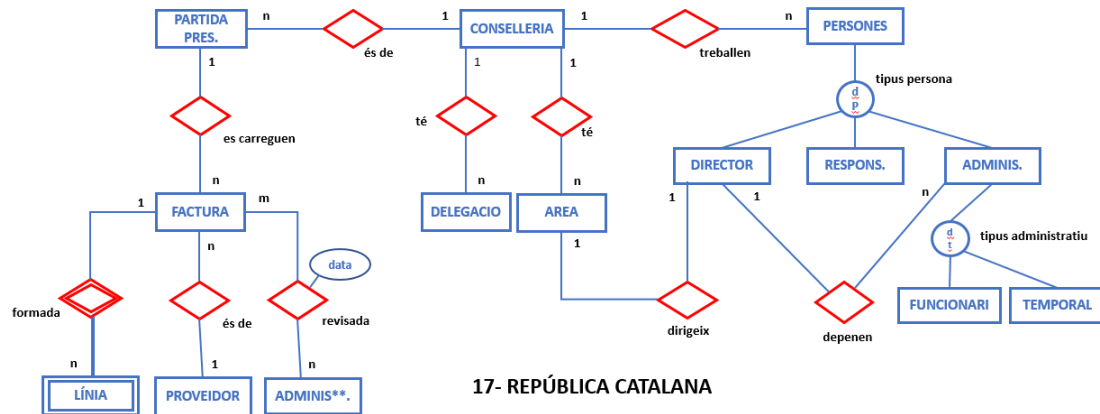 PARTIDA
PRES.
n
1
CONSELLERIA
1
n
PERSONES
és de
treballen
1
1
1
tipus persona
d
p
té
té
es carreguen
DIRECTOR
RESPONS.
ADMINIS.
n
n
n
1
1
n
1
FACTURA
m
DELEGACIO
AREA
n
1
d
t
tipus administratiu
data
formada
és de
revisada
dirigeix
depenen
FUNCIONARI
TEMPORAL
n
1
n
LÍNIA
PROVEIDOR
ADMINIS**.
17- REPÚBLICA CATALANA